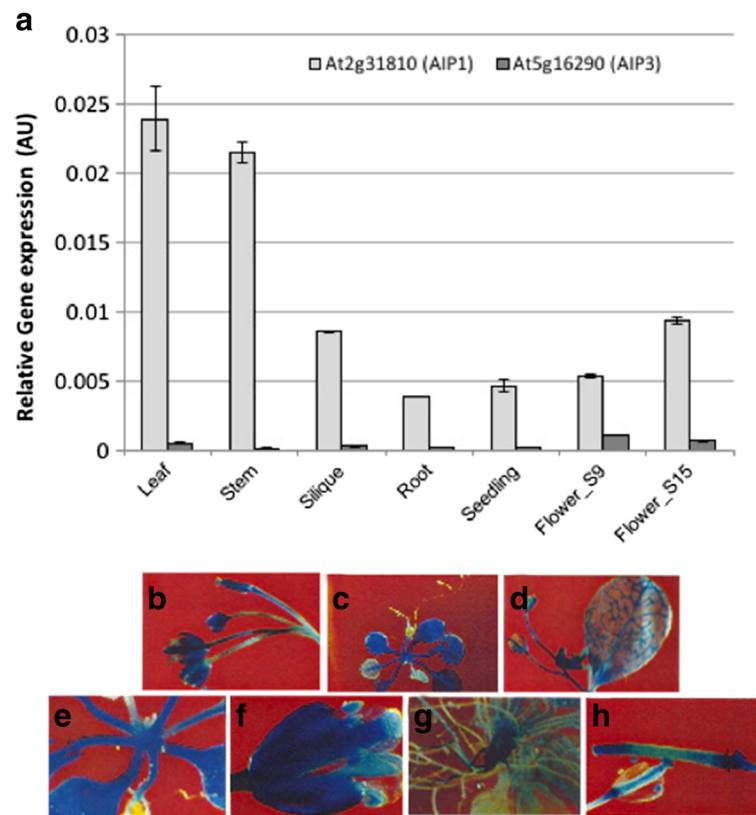 a
0.03
At2g31810 (AIP1) At5g16290 (AIP3)
0.025
0.02
0.015
0.01
0.005
0
Relative Gene expression (AU)
Leaf Stem Silique Root Seedling Flower_S9 Flower_S15
b c d
e f g h